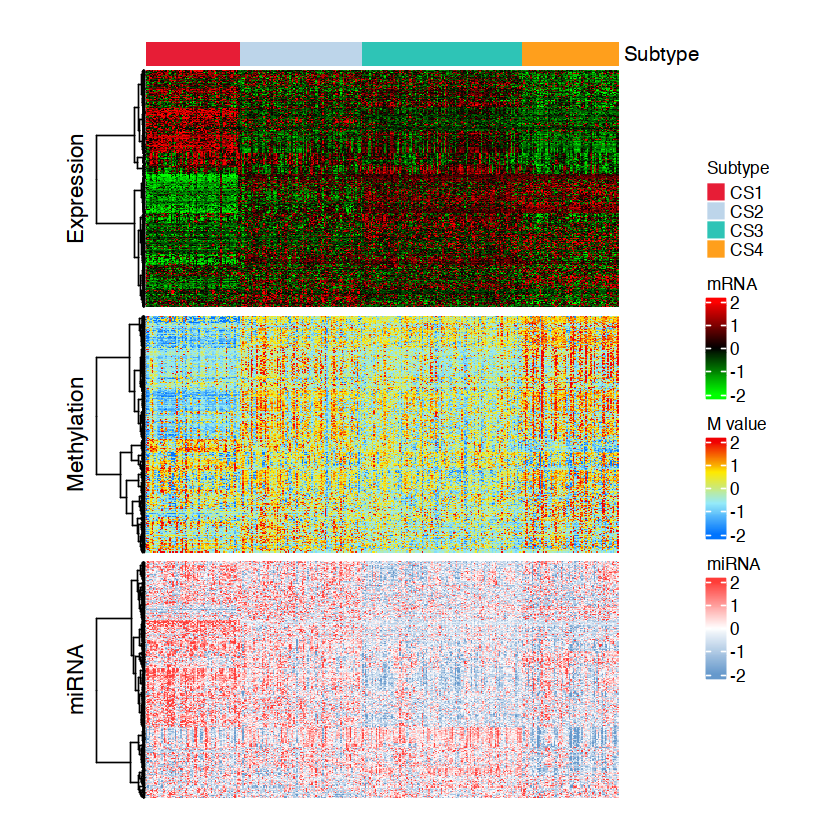 Subtype
Expression
Methylation
miRNA
Subtype
CS1
CS2
CS3
CS4
mRNA
2
1
0
-1
-2
M value
2
1
0
-1
-2
miRNA
2
1
0
-1
-2